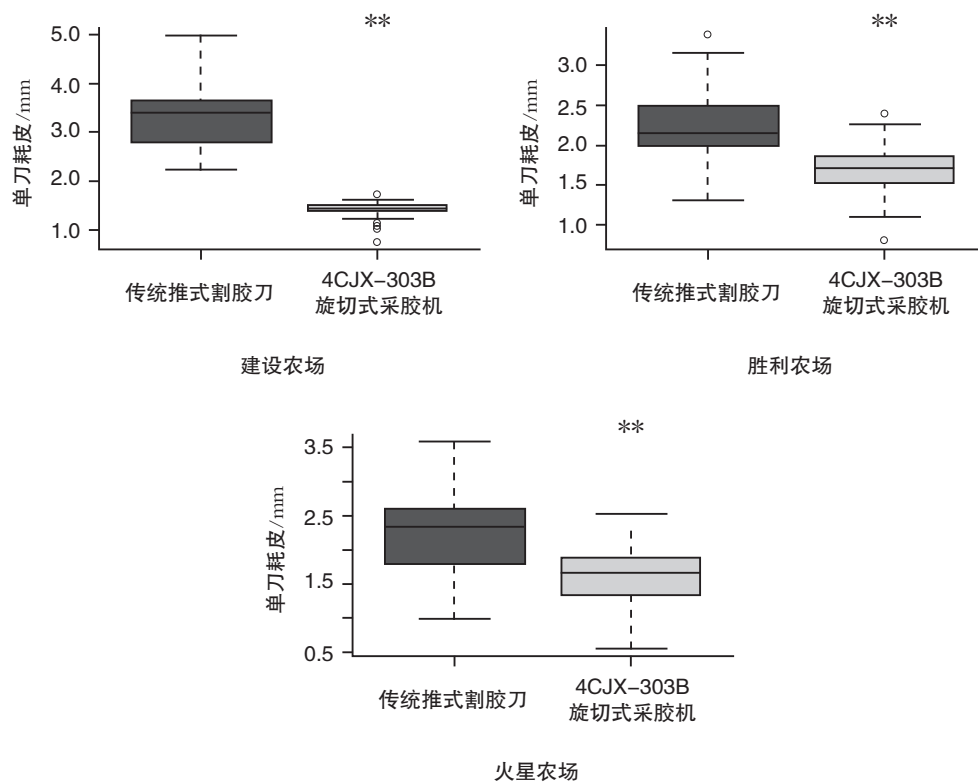 **
5.0
4.0
3.0
2.0
1.0
单刀耗皮/mm
传统推式割胶刀
4CJX–303B
旋切式采胶机
建设农场
**
3.0
2.5
2.0
1.5
1.0
单刀耗皮/mm
传统推式割胶刀
4CJX–303B
旋切式采胶机
胜利农场
**
3.5
2.5
1.5
0.5
单刀耗皮/mm
传统推式割胶刀
4CJX–303B
旋切式采胶机
火星农场